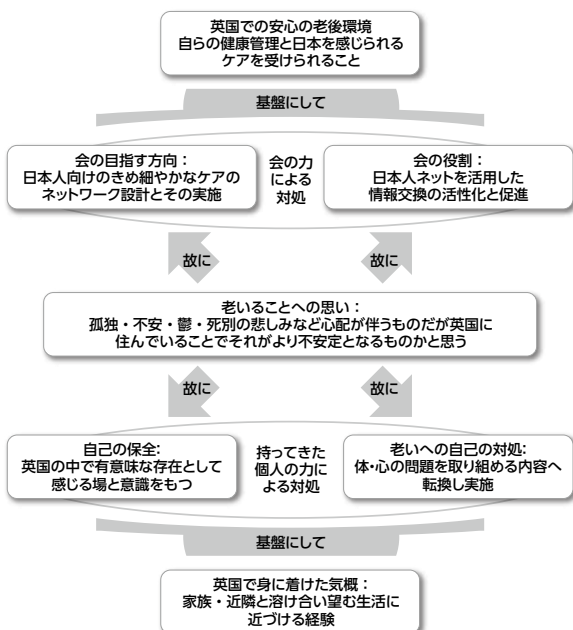 英国での安心の老後環境
自らの健康管理と日本を感じられる
ケアを受けられること
基盤にして
会の目指す方向：
日本人向けのきめ細やかなケアの
ネットワーク設計とその実施
会の力
による
対処
会の役割：
日本人ネットを活用した
情報交換の活性化と促進
故に
故に
老いることへの思い：
孤独・不安・鬱・死別の悲しみなど心配が伴うものだが英国に
住んでいることでそれがより不安定となるものかと思う
故に
故に
自己の保全:
英国の中で有意味な存在として
感じる場と意識をもつ
持ってきた
個人の力に
よる対処
老いへの自己の対処:
体・心の問題を取り組める内容へ
転換し実施
基盤にして
英国で身に着けた気概：
家族・近隣と溶け合い望む生活に
近づける経験